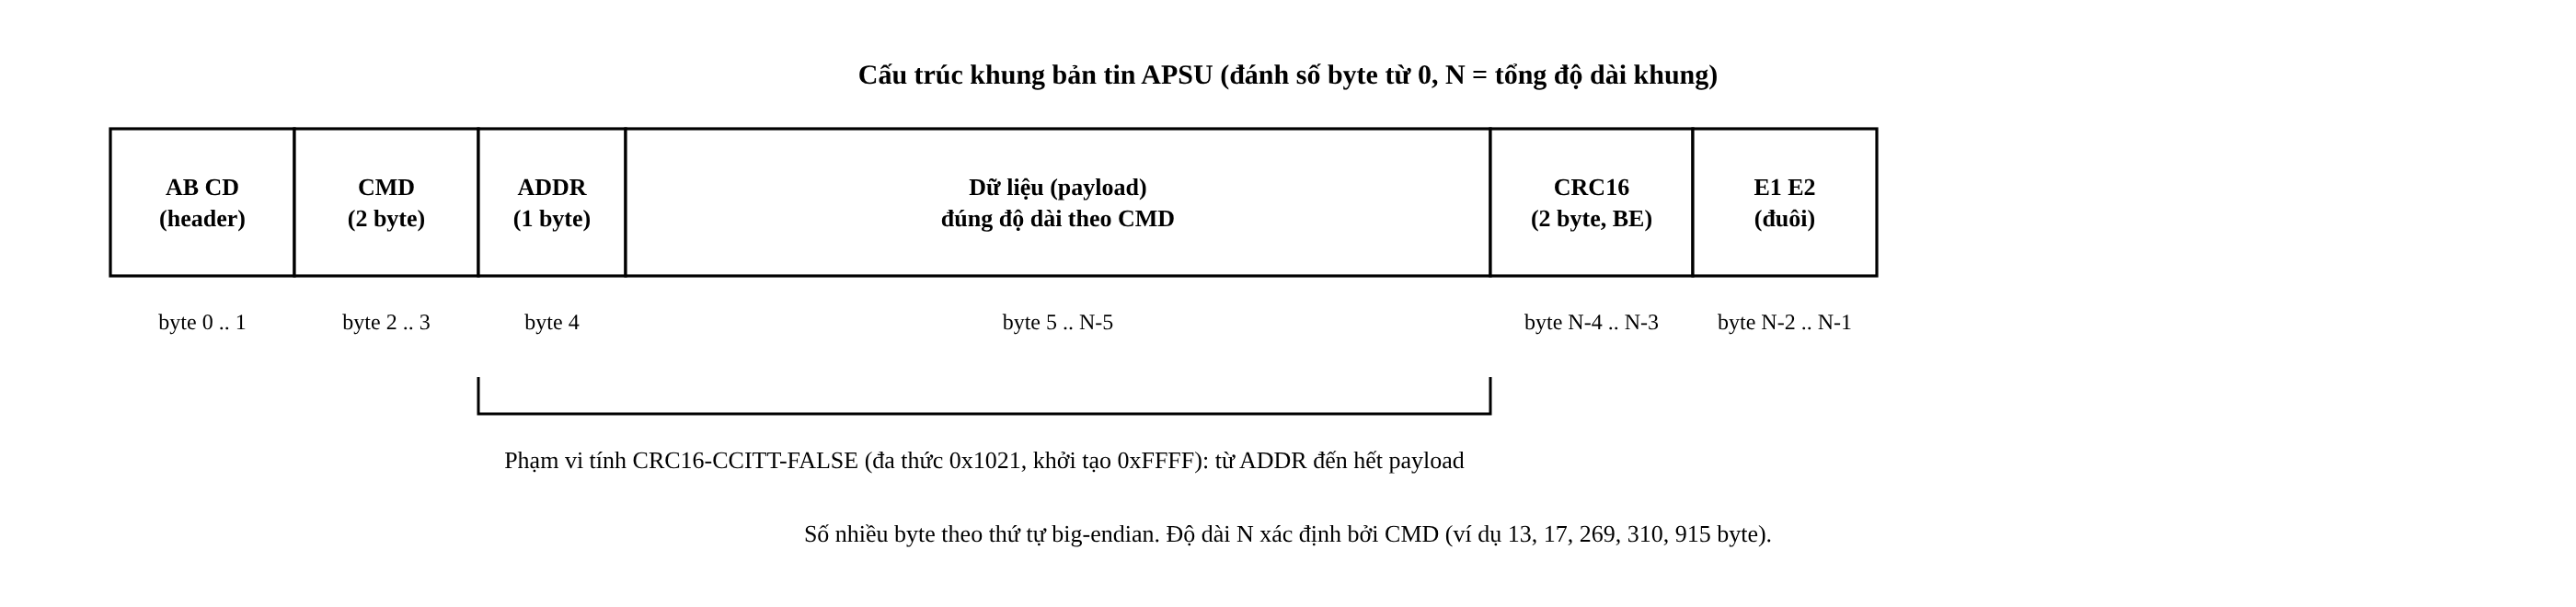 Cấu trúc khung bản tin APSU (đánh số byte từ 0, N = tổng độ dài khung)
AB CD
(header)
CMD
(2 byte)
ADDR
(1 byte)
Dữ liệu (payload)
đúng độ dài theo CMD
CRC16
(2 byte, BE)
E1 E2
(đuôi)
byte 0 .. 1
byte 2 .. 3
byte 4
byte 5 .. N-5
byte N-4 .. N-3
byte N-2 .. N-1
Phạm vi tính CRC16-CCITT-FALSE (đa thức 0x1021, khởi tạo 0xFFFF): từ ADDR đến hết payload
Số nhiều byte theo thứ tự big-endian. Độ dài N xác định bởi CMD (ví dụ 13, 17, 269, 310, 915 byte).